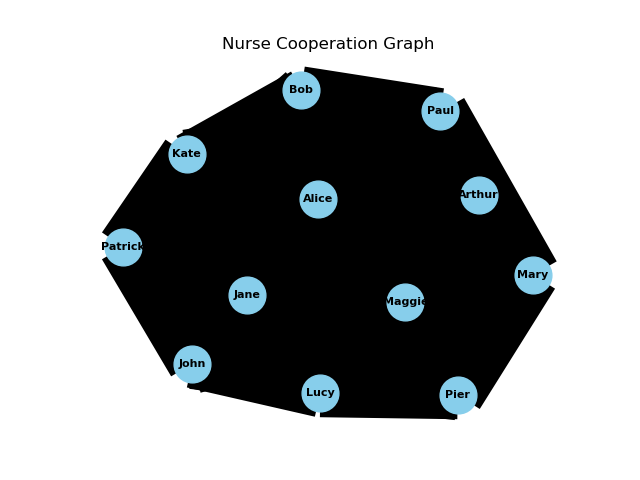 Nurse Cooperation Graph
Bob
Paul
Kate
Alice
Arthur
Patrick
Mary
Jane
Maggie
John
Lucy
Pier